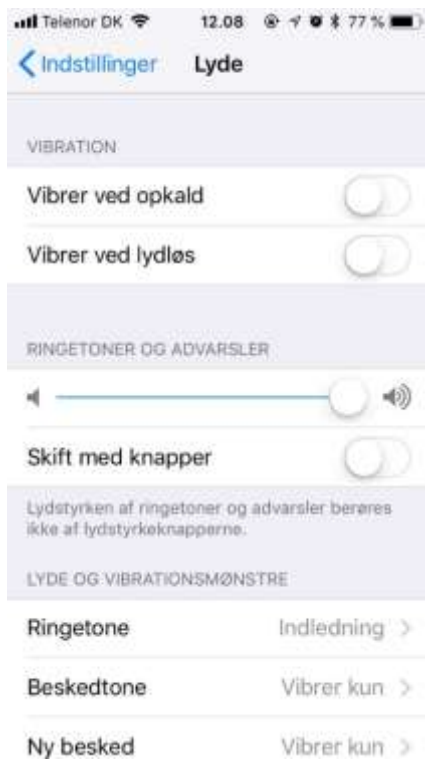 Telenor DK 12.08 77 %
Indstillinger Lyde
VIBRATION
Vibrer ved opkald
Vibrer ved lydløs
RINGETONER OG ADVARSLER
Skift med knapper
Lydstyrken af ringetoner og advarsler berøres
ikke af lydstyrkeknapperne.
LYDE OG VIBRATIONSMØNSTRE
Ringetone Indledning
Beskedtone Vibrer kun
Ny besked Vibrer kun